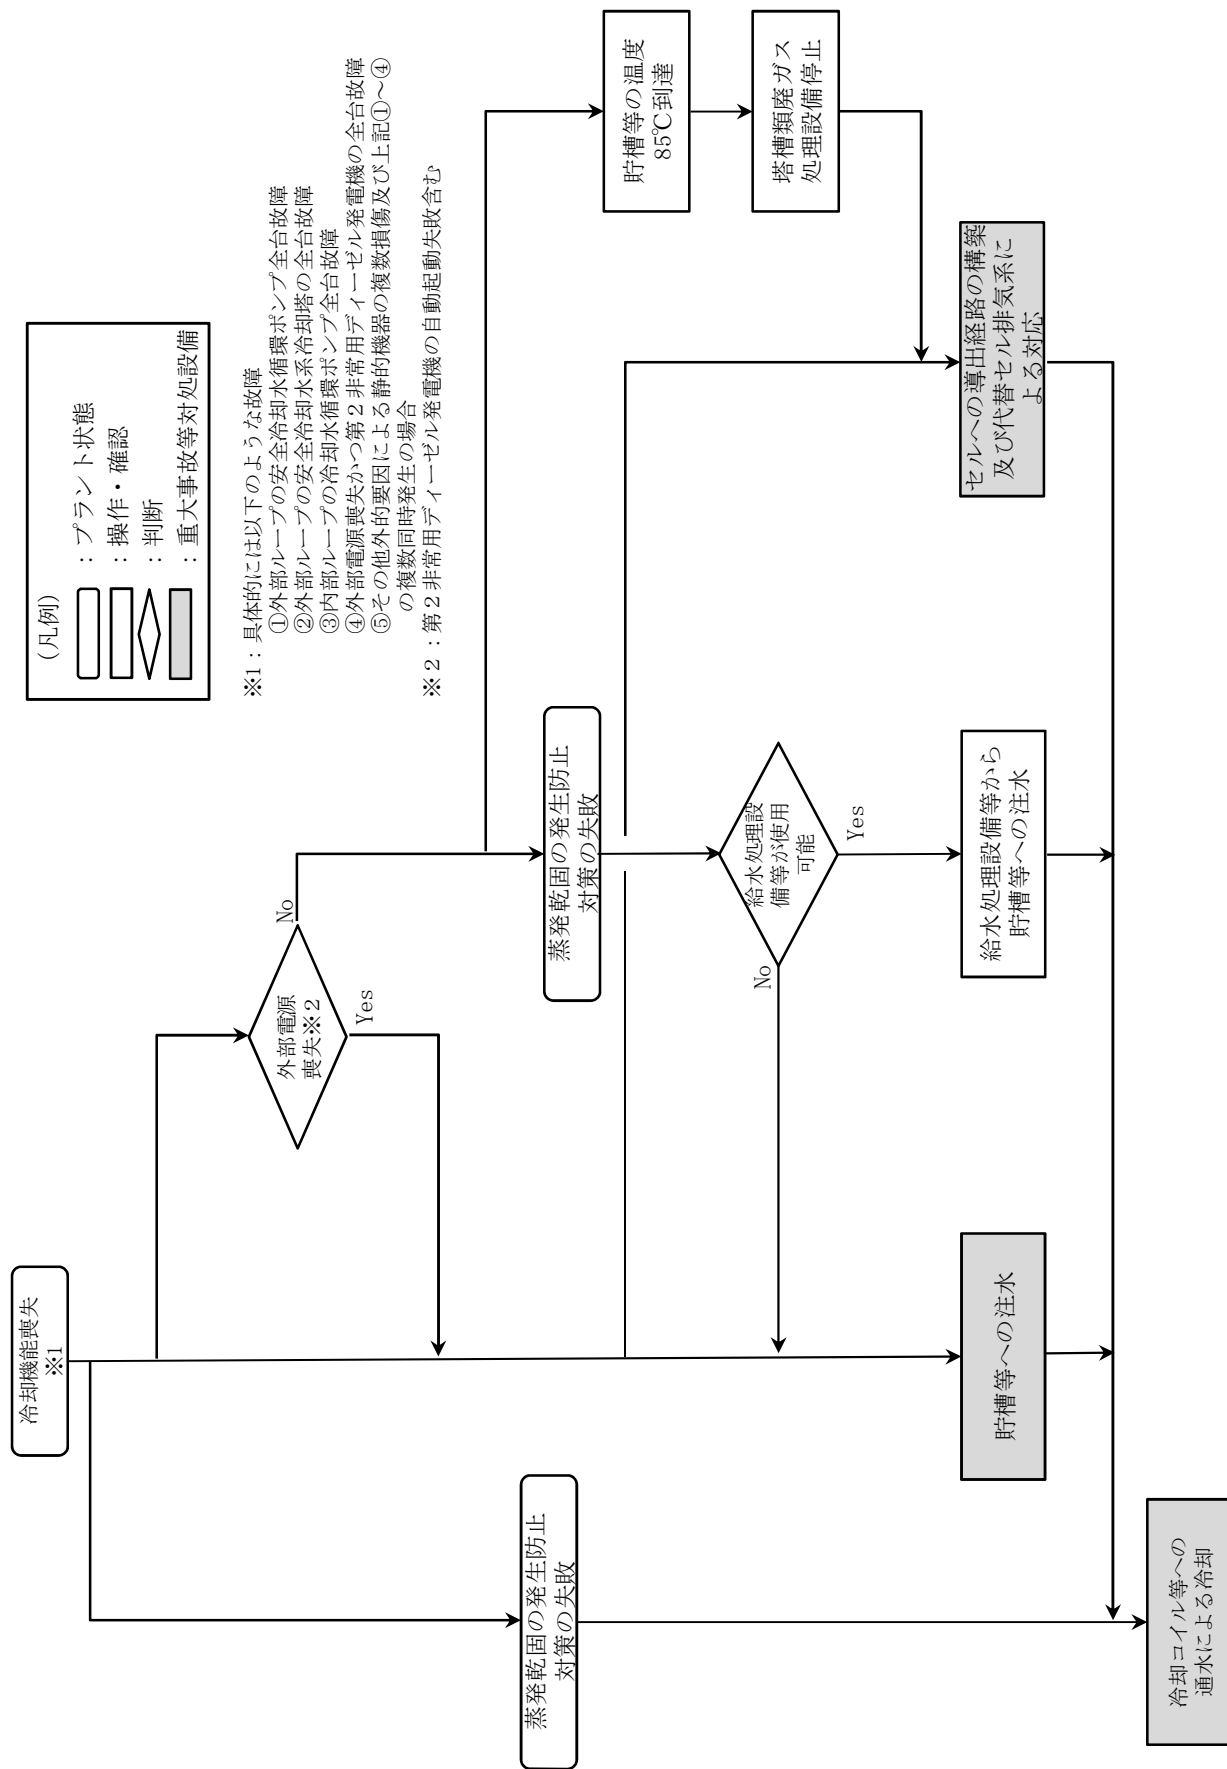 冷却機能喪失
※1
外部電源
喪失※２
No
Yes
蒸発乾固の発生防止
対策の失敗
蒸発乾固の発生防止
対策の失敗
給水処理設
備等が使用
可能
No
Yes
貯槽等の温度
85℃到達
塔槽類廃ガス
処理設備停止
貯槽等への注水
給水処理設備等から
貯槽等への注水
セルへの導出経路の構築
及び代替セル排気系に
よる対応
冷却コイル等への
通水による冷却
(凡例)
：プラント状態
：操作・確認
：判断
：重大事故等対処設備
※1：具体的には以下のような故障
①外部ループの安全冷却水循環ポンプ全台故障
②外部ループの安全冷却水系冷却塔の全台故障
③内部ループの冷却水循環ポンプ全台故障
④外部電源喪失かつ第２非常用ディーゼル発電機の全台故障
⑤その他外的要因による静的機器の複数損傷及び上記①～④
の複数同時発生の場合
※２：第２非常用ディーゼル発電機の自動起動失敗含む